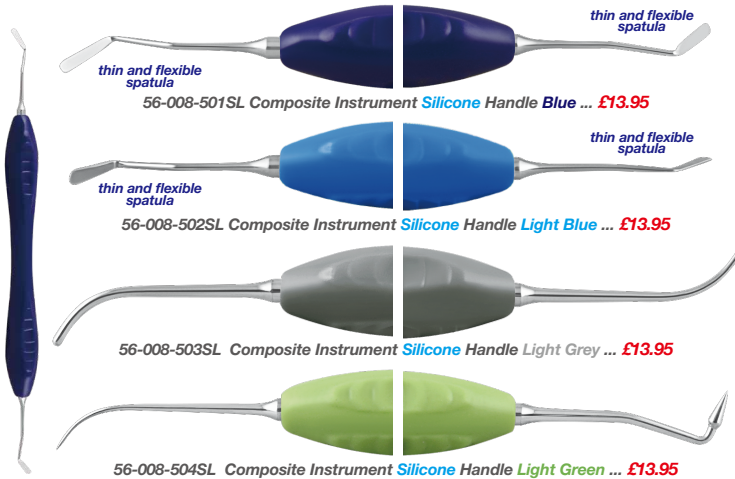 thin and flexible
spatula
thin and flexible
spatula
56-008-501SL Composite Instrument Silicone Handle Blue ... £13.95
thin and flexible
spatula
thin and flexible
spatula
56-008-502SL Composite Instrument Silicone Handle Light Blue ... £13.95
56-008-503SL Composite Instrument Silicone Handle Light Grey ... £13.95
56-008-504SL Composite Instrument Silicone Handle Light Green ... £13.95